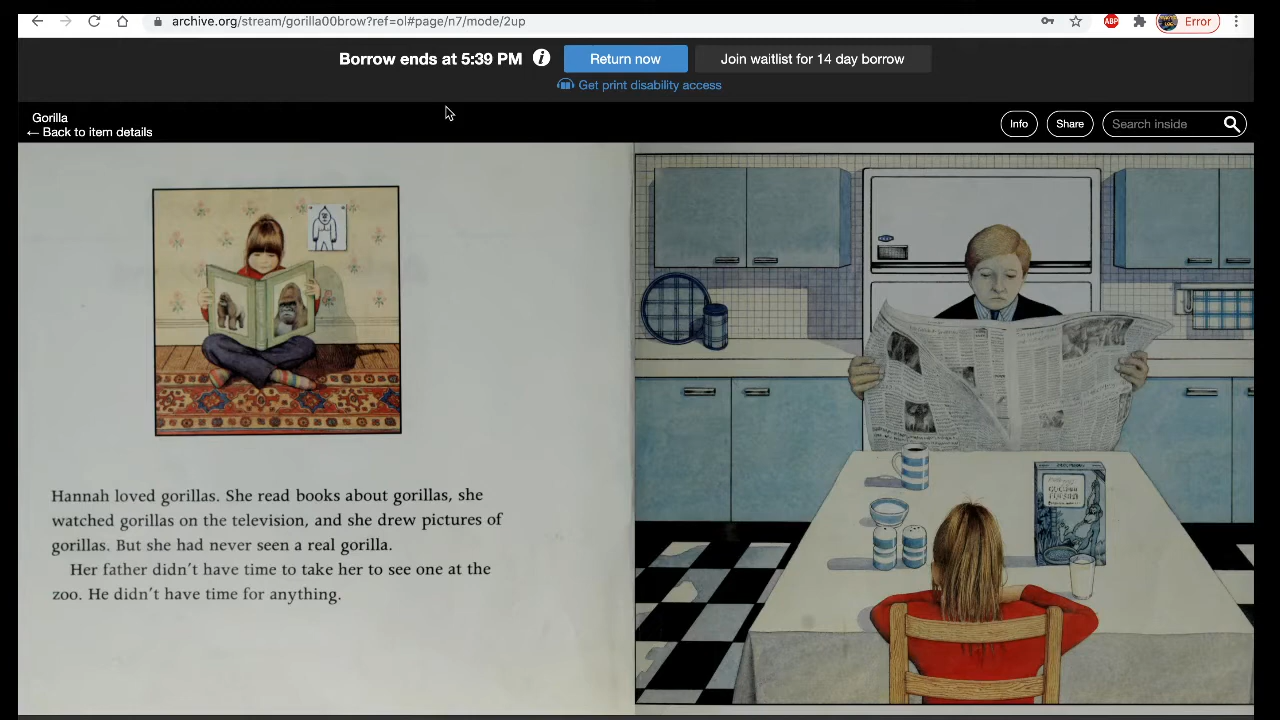 archive.org/stream/gorilla00brow?ref=ol#page/n7/mode/2up
ABP
Error
Borrow ends at 5:39 PM
Return now
Join waitlist for 14 day borrow
Get print disability access
Gorilla
← Back to item details
Info
Share
Search inside
Hannah loved gorillas. She read books about gorillas, she
watched gorillas on the television, and she drew pictures of
gorillas. But she had never seen a real gorilla.
Her father didn't have time to take her to see one at the
zoo. He didn't have time for anything.